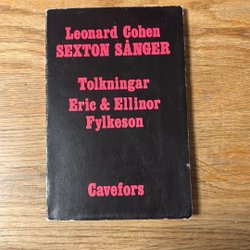 Leonard Cohen
SEXTON SÅNGER
Tolkningar
Eric & Ellinor
Fylkeson
Cavefors